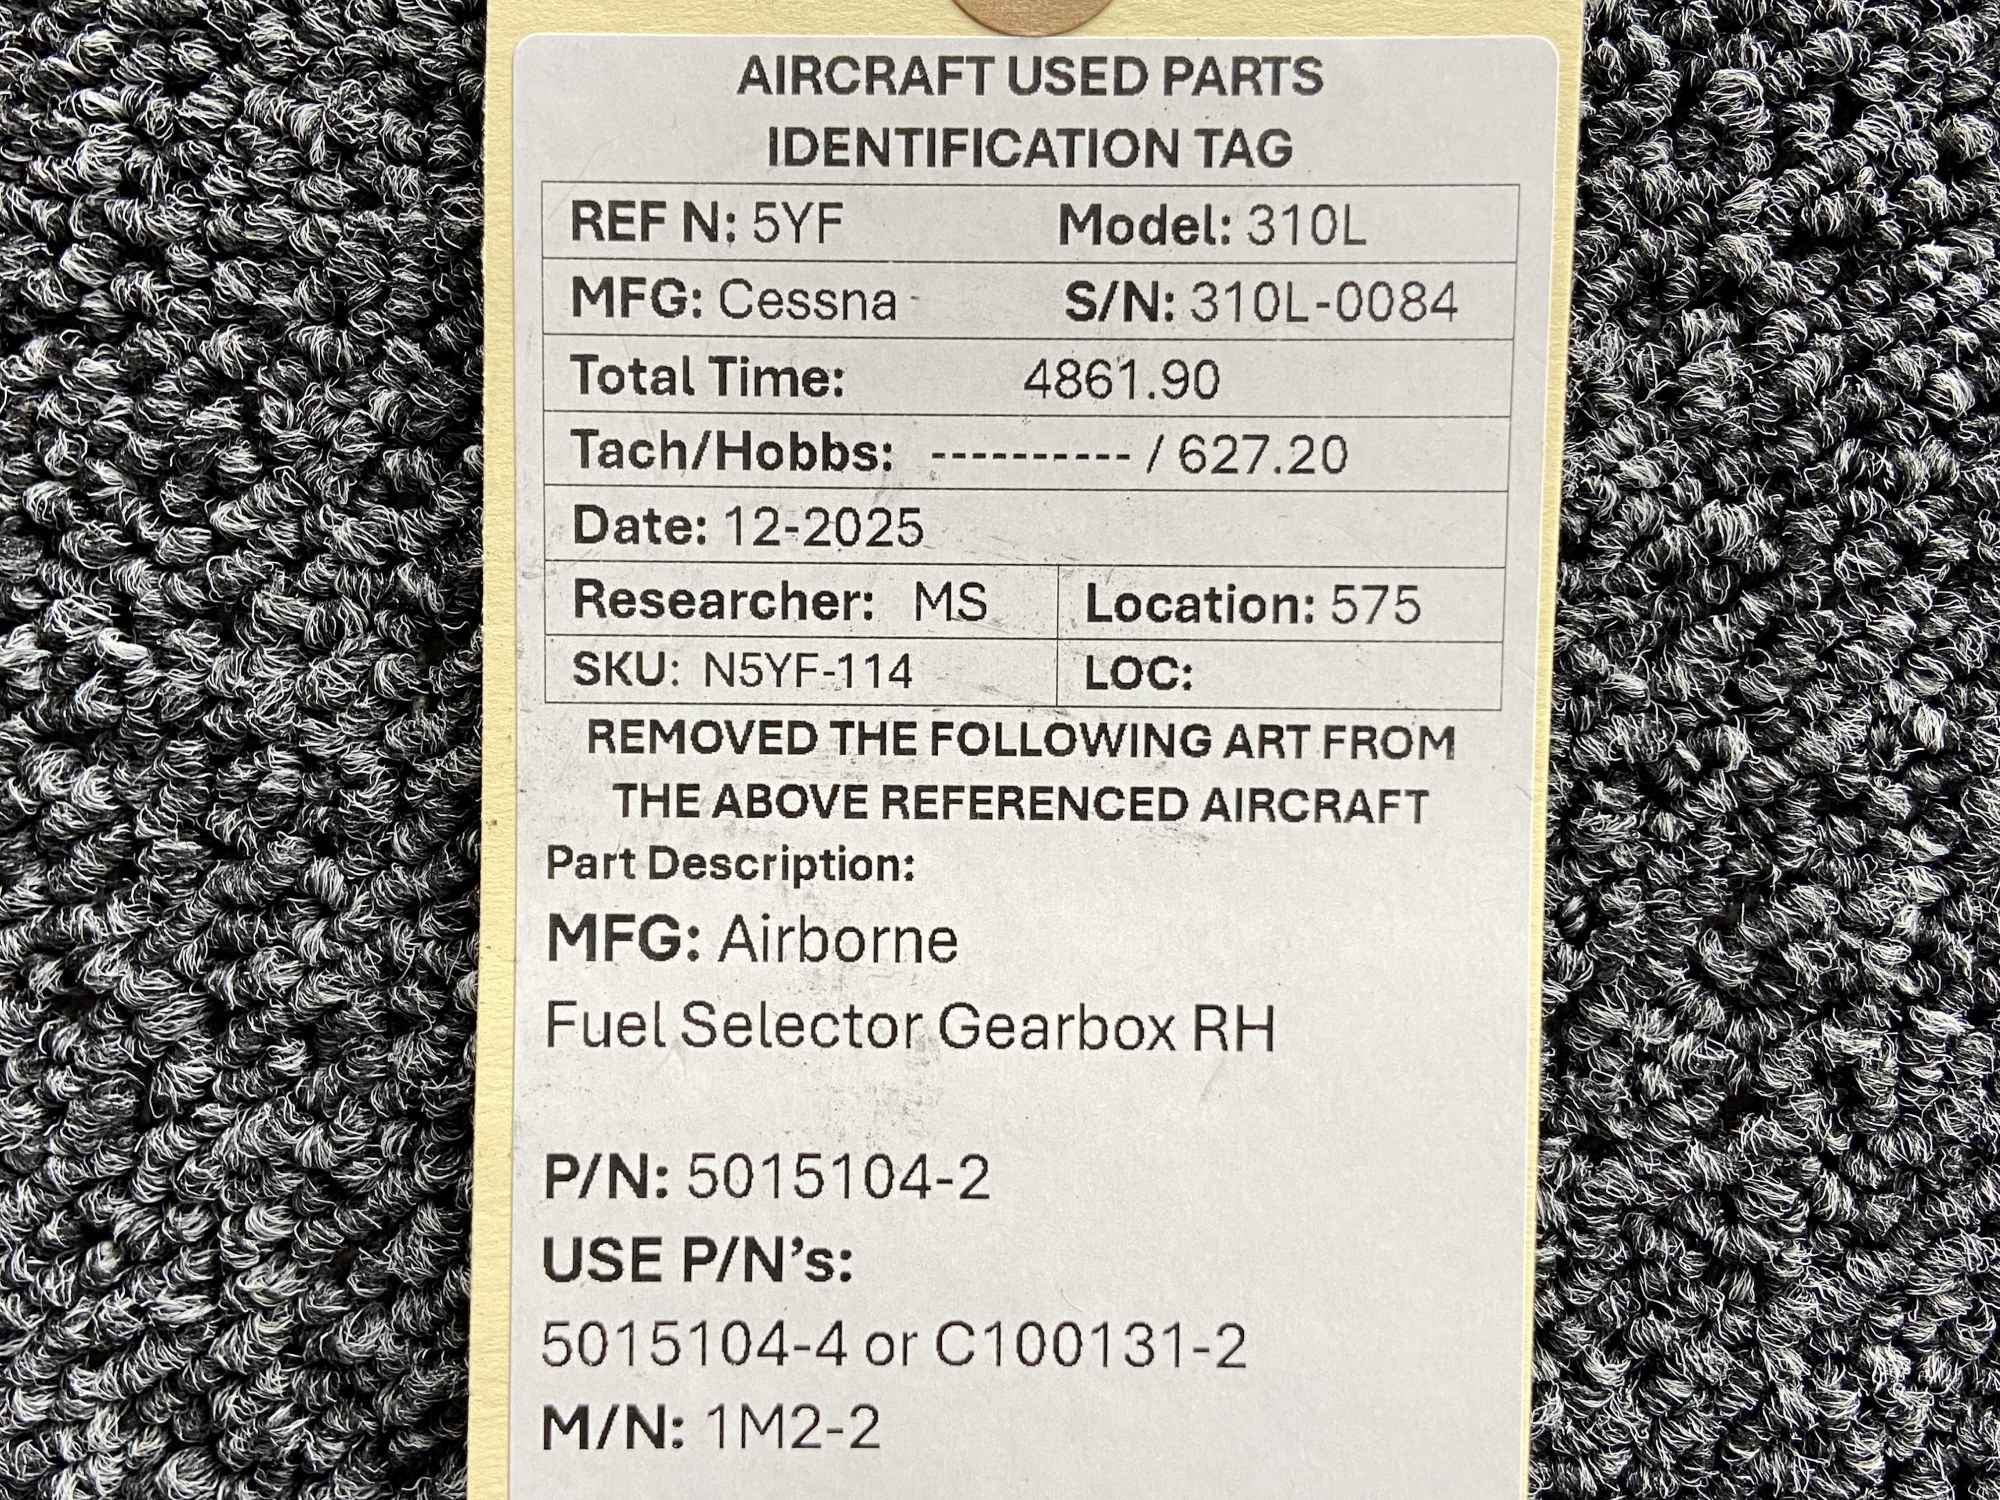 AIRCRAFT USED PARTS
IDENTIFICATION TAG
REF N: 5YF Model: 310L
MFG: Cessna S/N: 310L-0084
Total Time: 4861.90
Tach/Hobbs: ---------- / 627.20
Date: 12-2025
Researcher: MS Location: 575
SKU: N5YF-114 LOC:
REMOVED THE FOLLOWING ART FROM
THE ABOVE REFERENCED AIRCRAFT
Part Description:
MFG: Airborne
Fuel Selector Gearbox RH
P/N: 5015104-2
USE P/N's:
5015104-4 or C100131-2
M/N: 1M2-2